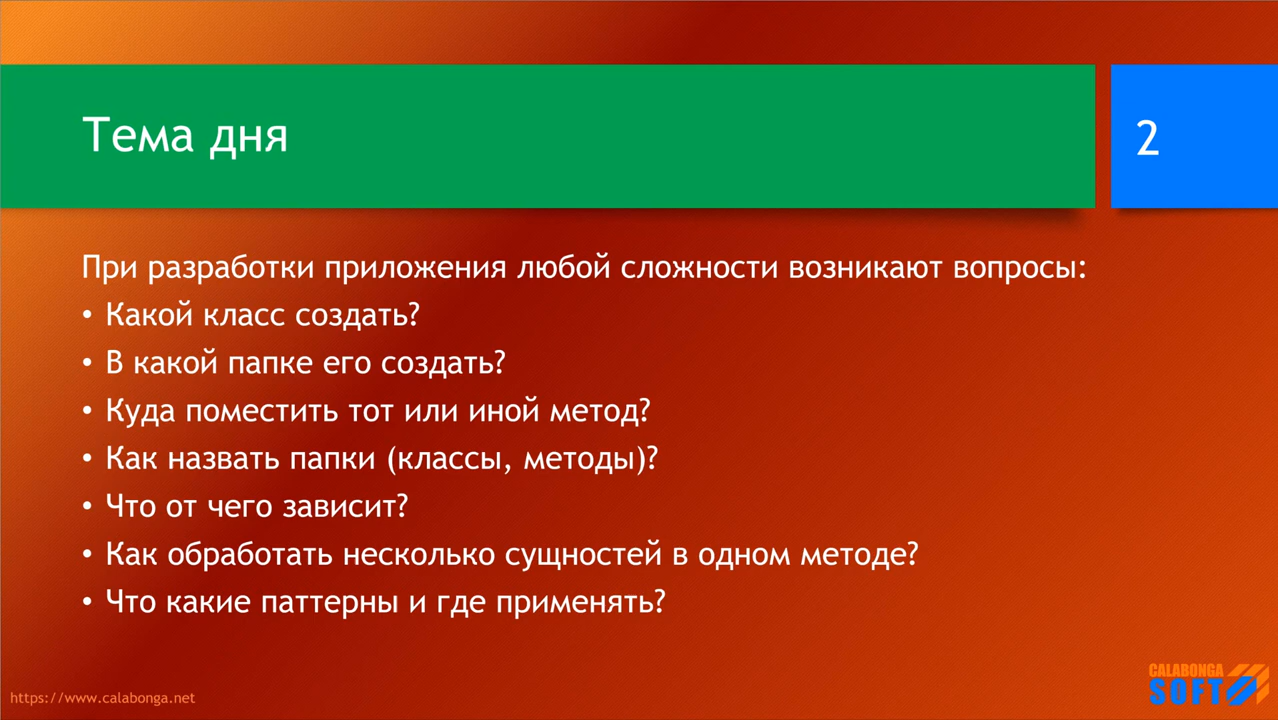 Тема дня
2
При разработки приложения любой сложности возникают вопросы:
• Какой класс создать?
• В какой папке его создать?
• Куда поместить тот или иной метод?
• Как назвать папки (классы, методы)?
• Что от чего зависит?
• Как обработать несколько сущностей в одном методе?
• Что какие паттерны и где применять?
https://www.calabonga.net
CALABONGA
SOFT